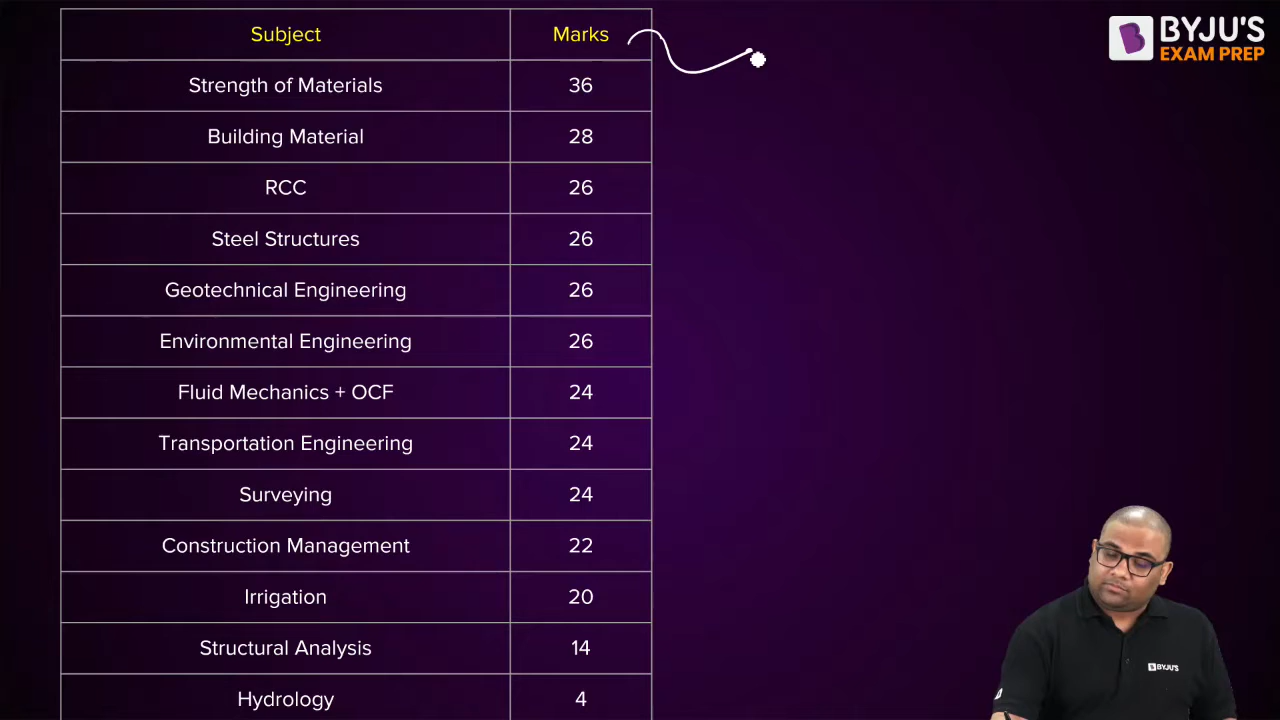 Subject Marks
Strength of Materials 36
Building Material 28
RCC 26
Steel Structures 26
Geotechnical Engineering 26
Environmental Engineering 26
Fluid Mechanics + OCF 24
Transportation Engineering 24
Surveying 24
Construction Management 22
Irrigation 20
Structural Analysis 14
Hydrology 4
BYJU'S
EXAM PREP
BYJU'S